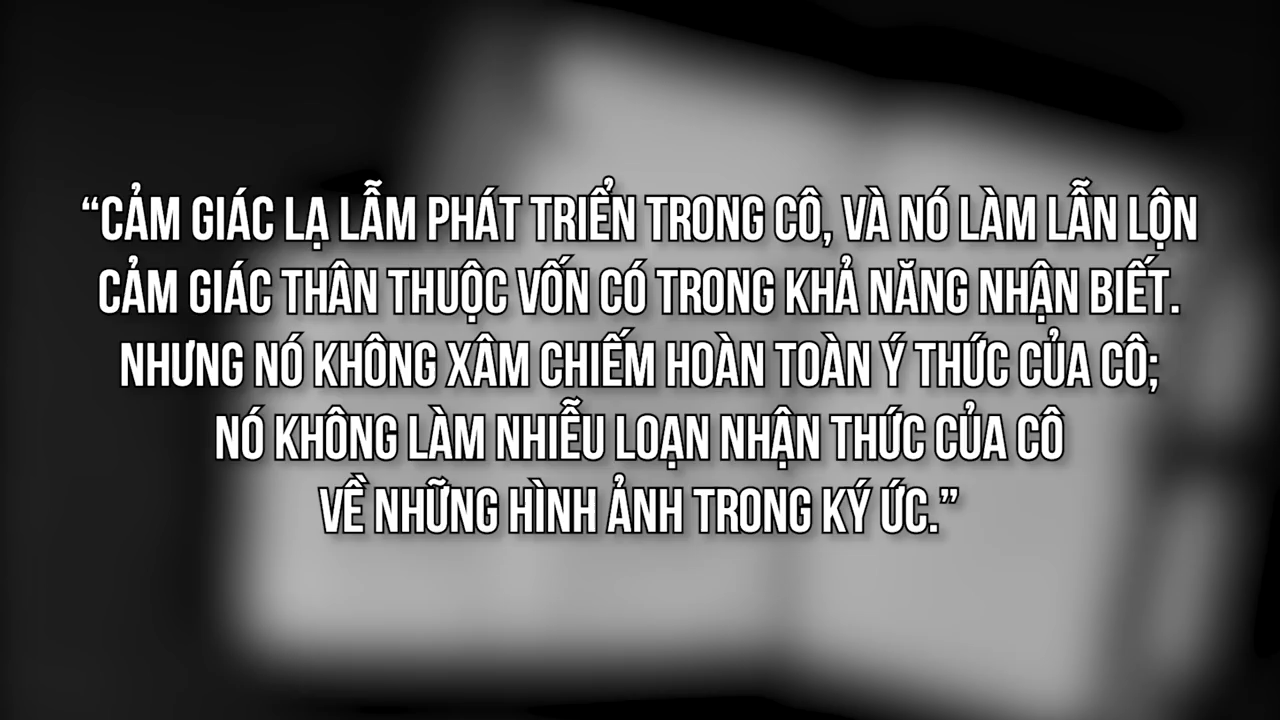 “CẢM GIÁC LẠ LẪM PHÁT TRIỂN TRONG CÔ, VÀ NÓ LÀM LẪN LỘN
CẢM GIÁC THÂN THUỘC VỐN CÓ TRONG KHẢ NĂNG NHẬN BIẾT.
NHƯNG NÓ KHÔNG XÂM CHIẾM HOÀN TOÀN Ý THỨC CỦA CÔ;
NÓ KHÔNG LÀM NHIỄU LOẠN NHẬN THỨC CỦA CÔ
VỀ NHỮNG HÌNH ẢNH TRONG KÝ ỨC.”